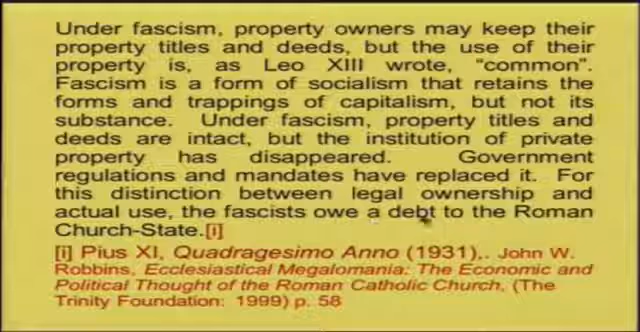 Under fascism, property owners may keep their
property titles and deeds, but the use of their
property is, as Leo XIII wrote, “common”.
Fascism is a form of socialism that retains the
forms and trappings of capitalism, but not its
substance. Under fascism, property titles and
deeds are intact, but the institution of private
property has disappeared. Government
regulations and mandates have replaced it. For
this distinction between legal ownership and
actual use, the fascists owe a debt to the Roman
Church-State.[i]
[i] Pius XI, Quadragesimo Anno (1931),. John W.
Robbins, Ecclesiastical Megalomania: The Economic and
Political Thought of the Roman Catholic Church, (The
Trinity Foundation: 1999) p. 58